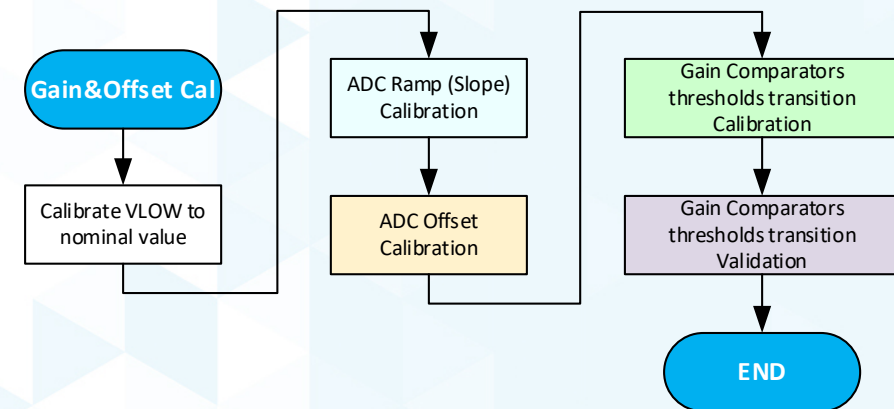 Gain&Offset Cal
Calibrate VLOW to
nominal value
ADC Ramp (Slope)
Calibration
ADC Offset
Calibration
Gain Comparators
thresholds transition
Calibration
Gain Comparators
thresholds transition
Validation
END